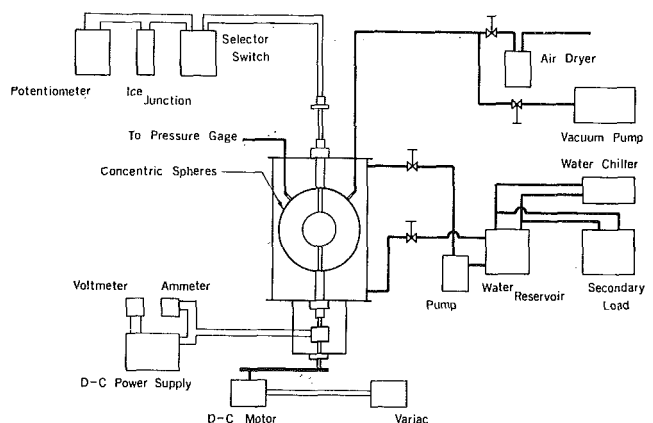 Selector
Switch
Potentiometer
Ice
Junction
Air Dryer
To Pressure Gage
Vacuum Pump
Concentric Spheres
Water Chiller
Voltmeter
Ammeter
Pump
Water
Reservoir
Secondary
Load
D-C Power Supply
D-C Motor
Variac